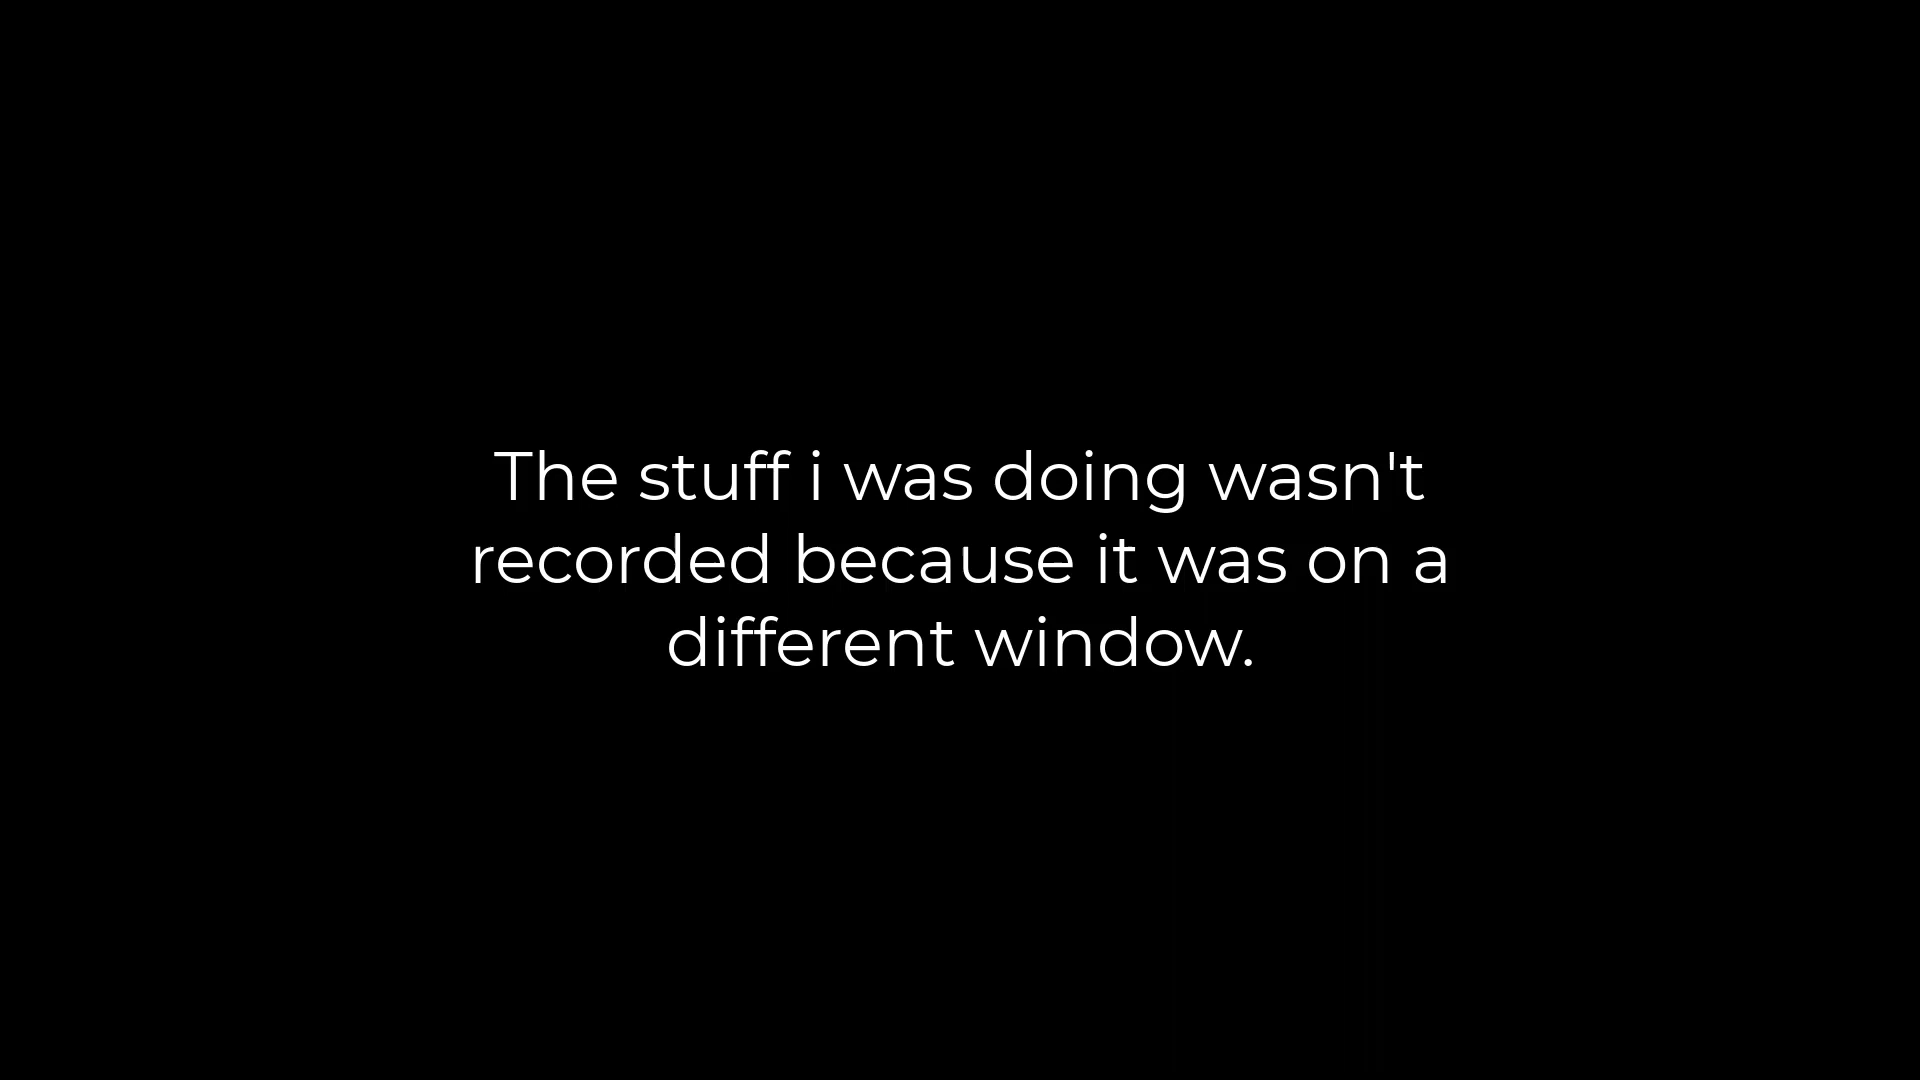 The stuff i was doing wasn't
recorded because it was on a
different window.